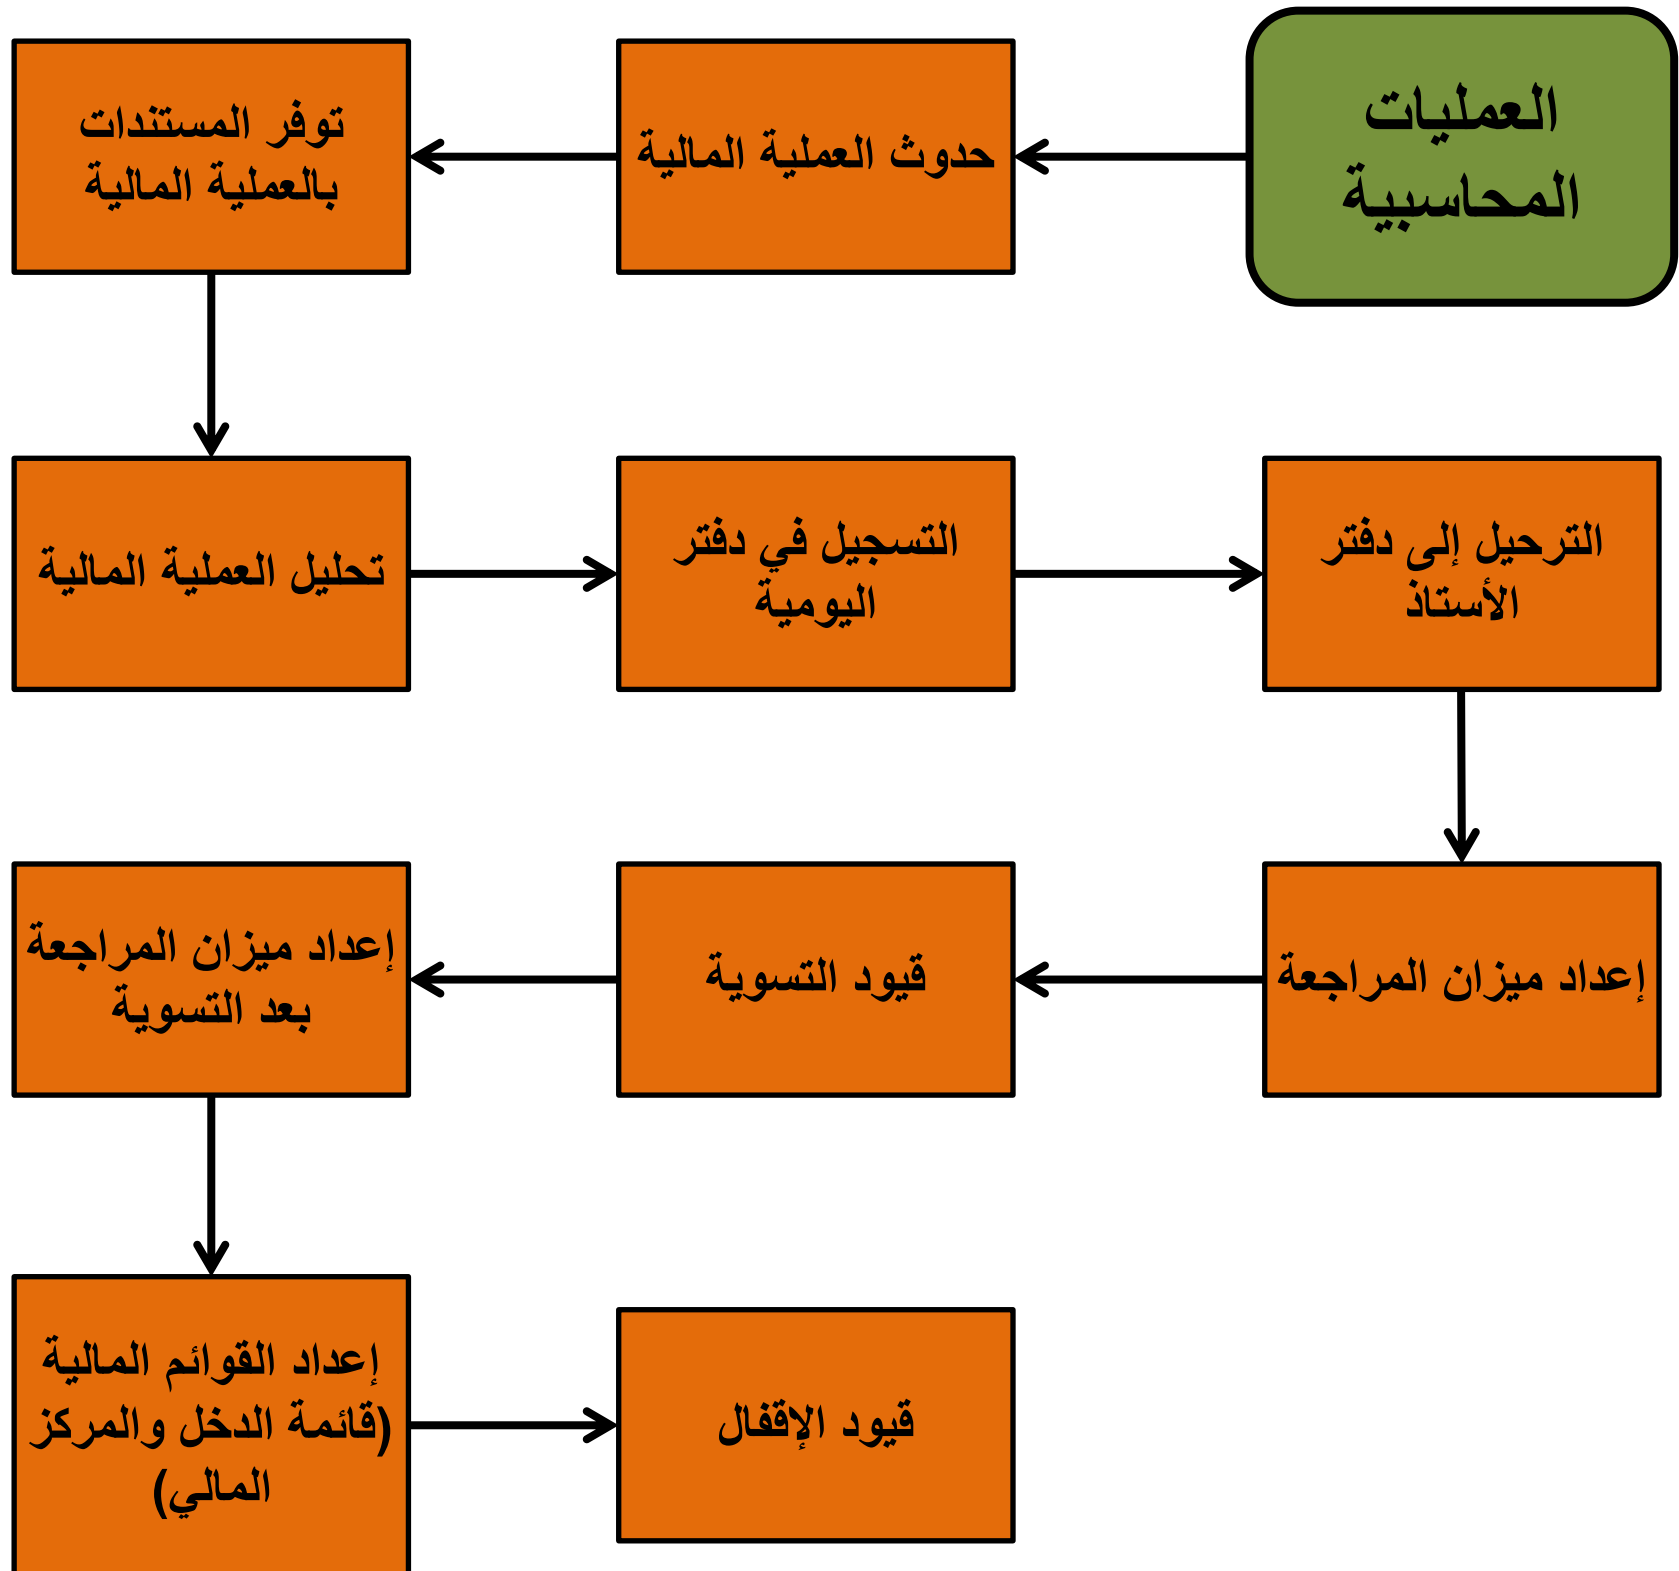 العمليات
المحاسبية
حدوث العملية المالية
توفر المستندات
بالعملية المالية
تحليل العملية المالية
التسجيل في دفتر
اليومية
الترحيل إلى دفتر
الأستاذ
إعداد ميزان المراجعة
قيود التسوية
إعداد ميزان المراجعة
بعد التسوية
إعداد القوائم المالية
(قائمة الدخل والمركز
المالي)
قيود الإقفال